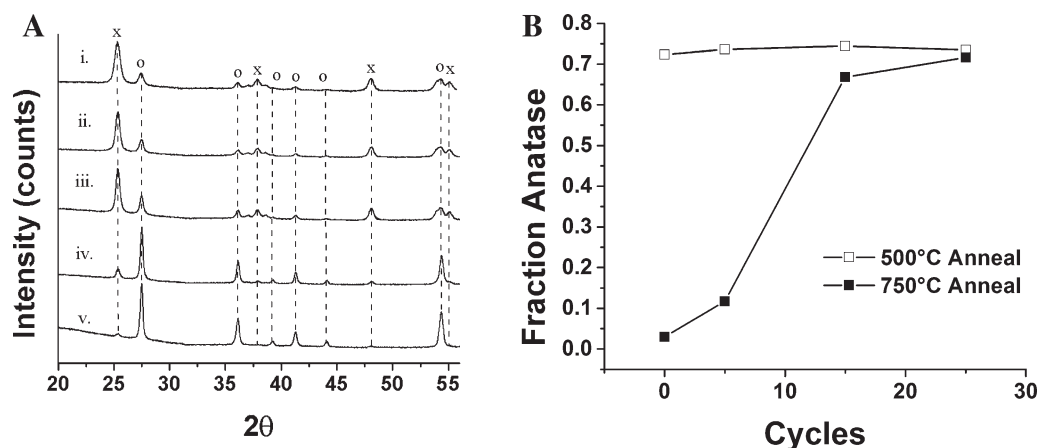 A
x
o
o
x
o
o
o
x
o
x
i.
ii.
iii.
iv.
v.
Intensity (counts)
20 25 30 35 40 45 50 55
2θ
B
0.8
0.7
0.6
0.5
0.4
0.3
0.2
0.1
0.0
Fraction Anatase
500°C Anneal
750°C Anneal
0 10 20 30
Cycles